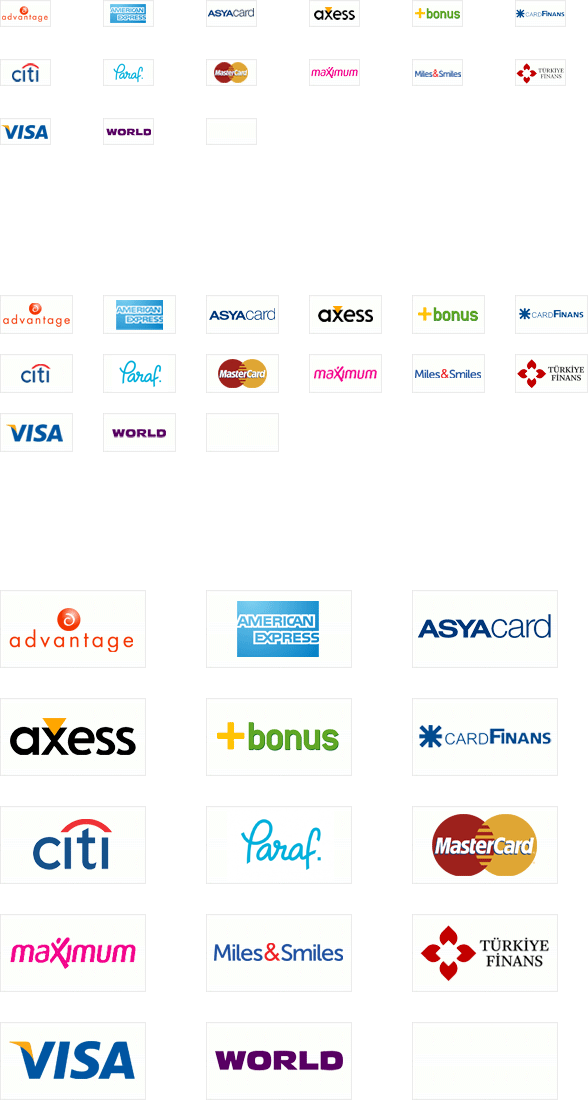 advantage
AMERICAN EXPRESS
ASYAcard
axess
+bonus
CARDFINANS
citi
Paraf.
MasterCard
maximum
Miles&Smiles
TÜRKİYE FİNANS
VISA
WORLD
advantage
AMERICAN
EXPRESS
ASYAcard
axess
+bonus
CARDFINANS
citi
Paraf.
MasterCard
maximum
Miles&Smiles
TÜRKİYE
FİNANS
VISA
WORLD
advantage
AMERICAN
EXPRESS
ASYAcard
axess
+bonus
CARDFİNANS
citi
Paraf.
MasterCard
maximum
Miles&Smiles
TÜRKİYE
FİNANS
VISA
WORLD